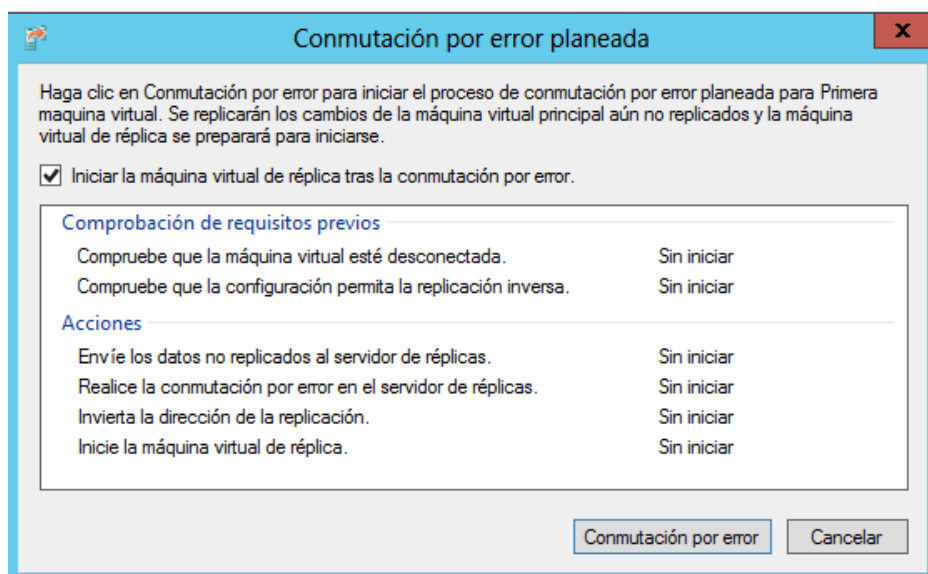 Conmutación por error planeada
x
Haga clic en Conmutación por error para iniciar el proceso de conmutación por error planeada para Primera
maquina virtual. Se replicarán los cambios de la máquina virtual principal aún no replicados y la máquina
virtual de réplica se preparará para iniciarse.
Iniciar la máquina virtual de réplica tras la conmutación por error.
Comprobación de requisitos previos
Compruebe que la máquina virtual esté desconectada. Sin iniciar
Compruebe que la configuración permita la replicación inversa. Sin iniciar
Acciones
Envíe los datos no replicados al servidor de réplicas. Sin iniciar
Realice la conmutación por error en el servidor de réplicas. Sin iniciar
Invierta la dirección de la replicación. Sin iniciar
Inicie la máquina virtual de réplica. Sin iniciar
Conmutación por error Cancelar